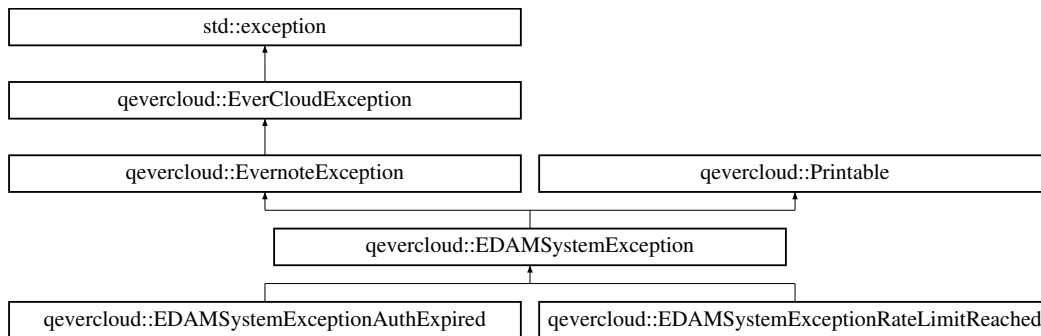 std::exception
qevercloud::EverCloudException
qevercloud::EvernoteException
qevercloud::Printable
qevercloud::EDAMSystemException
qevercloud::EDAMSystemExceptionAuthExpired
qevercloud::EDAMSystemExceptionRateLimitReached